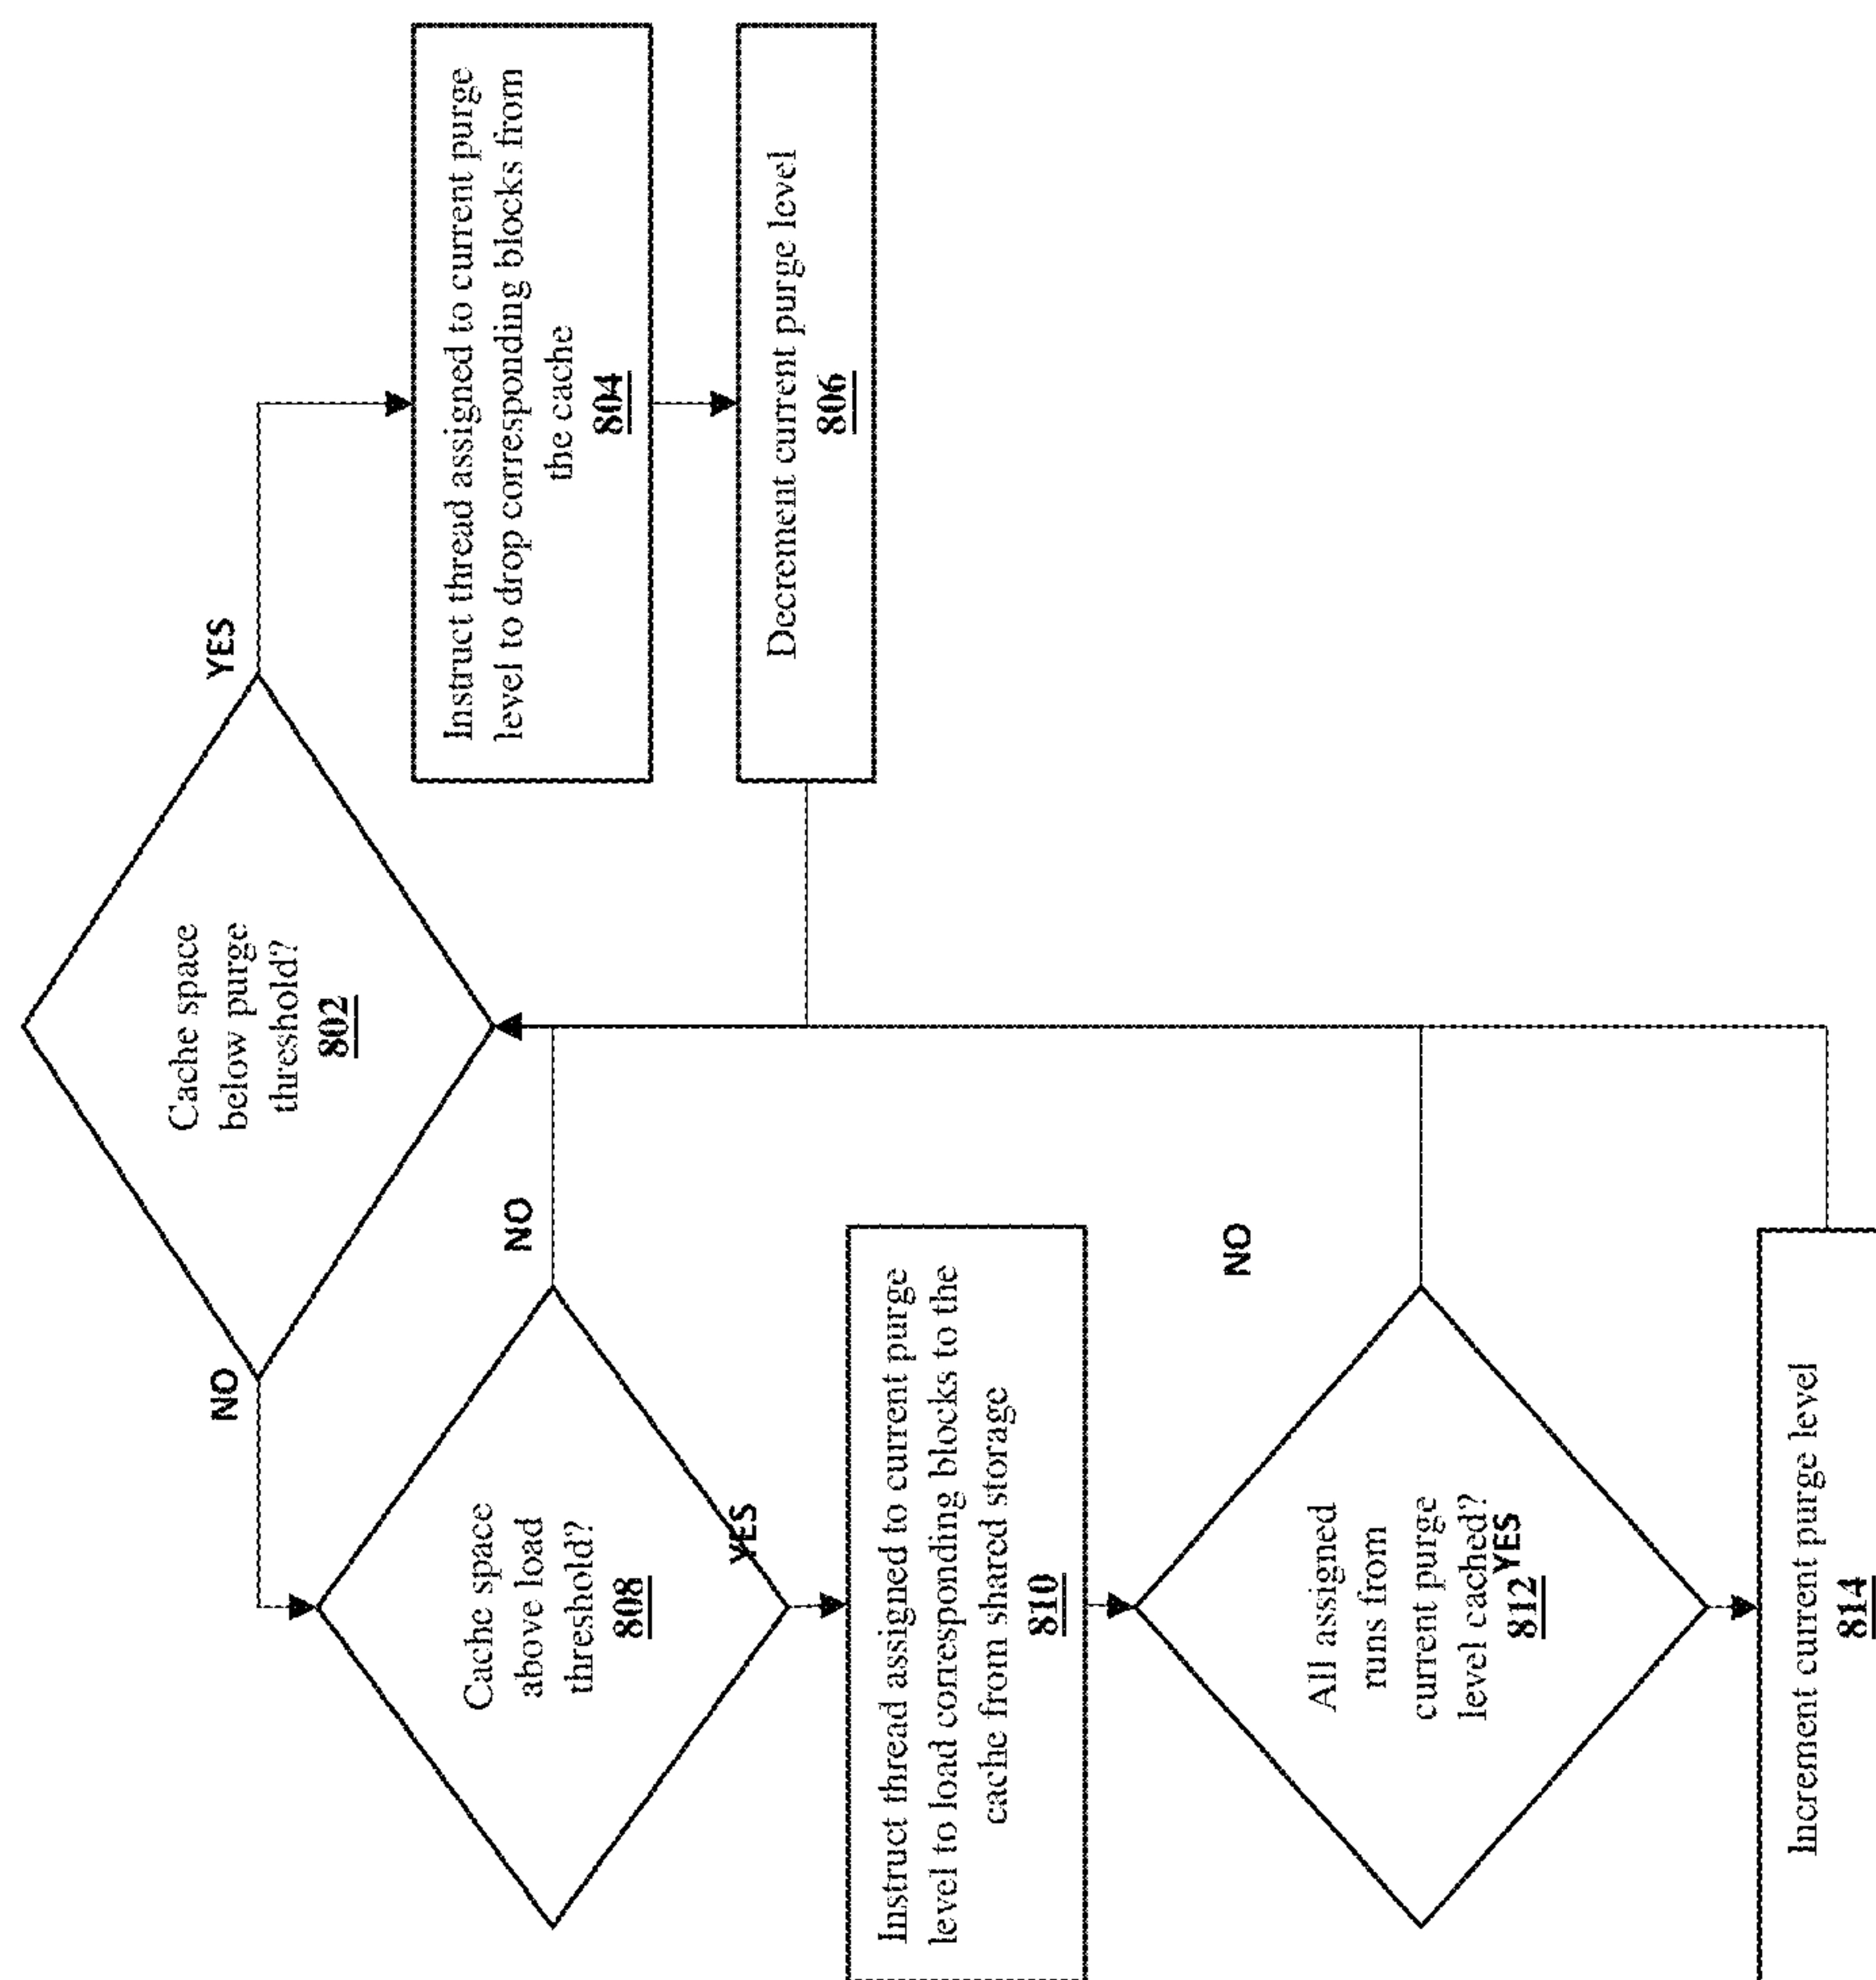 Cache space
below purge
threshold?
802
YES
NO
Instruct thread assigned to current purge
level to drop corresponding blocks from
the cache
804
Decrement current purge level
806
Cache space
above load
threshold?
808
NO
YES
Instruct thread assigned to current purge
level to load corresponding blocks to the
cache from shared storage
810
All assigned
runs from
current purge
level cached?
812
YES
NO
Increment current purge level
814